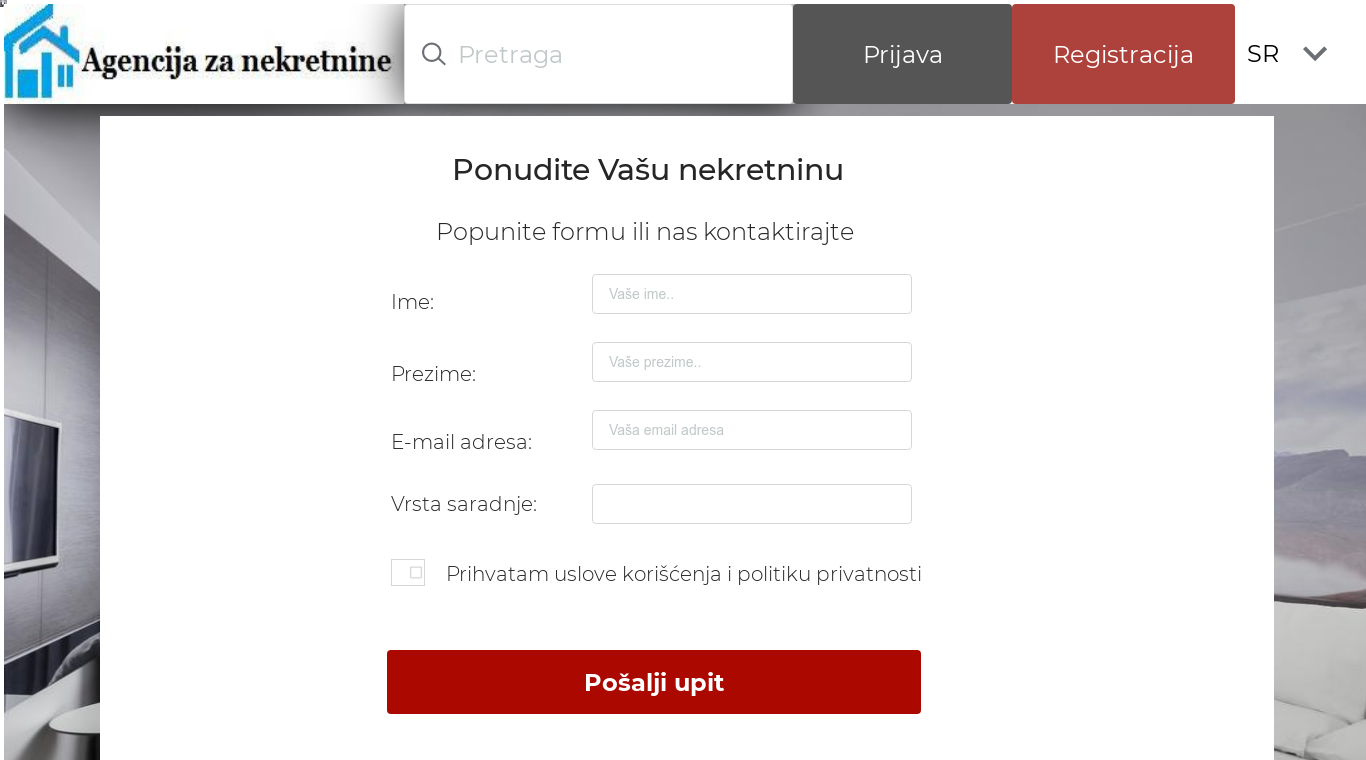 Agencija za nekretnine
Pretraga
Prijava
Registracija
SR
Ponudite Vašu nekretninu
Popunite formu ili nas kontaktirajte
Ime:
Vaše ime..
Prezime:
Vaše prezime..
E-mail adresa:
Vaša email adresa
Vrsta saradnje:
Prihvatam uslove korišćenja i politiku privatnosti
Pošalji upit